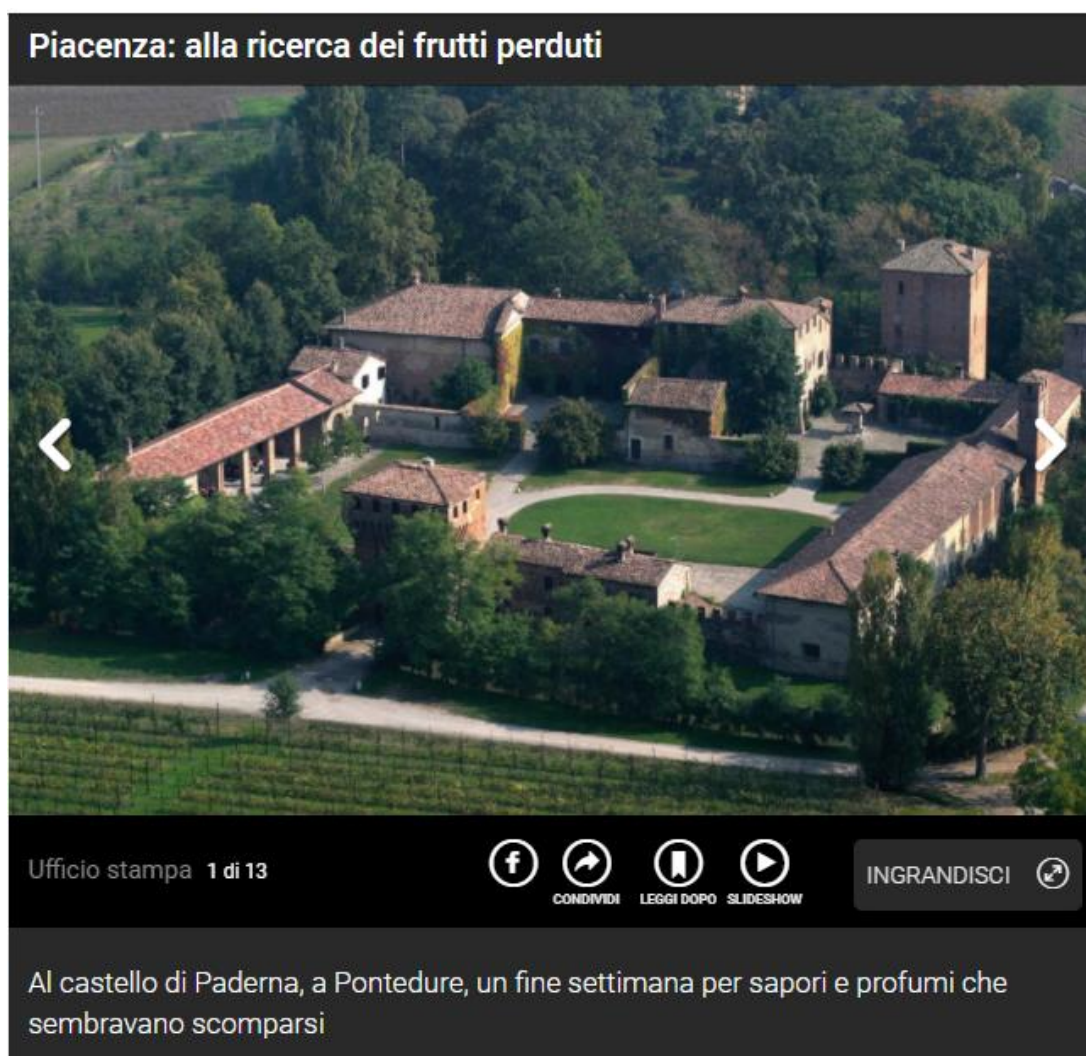 Piacenza: alla ricerca dei frutti perduti
Ufficio stampa 1 di 13
f
CONDIVIDI
LEGGI DOPO
SLIDESHOW
INGRANDISCI
Al castello di Paderna, a Pontedure, un fine settimana per sapori e profumi che
sembravano scomparsi